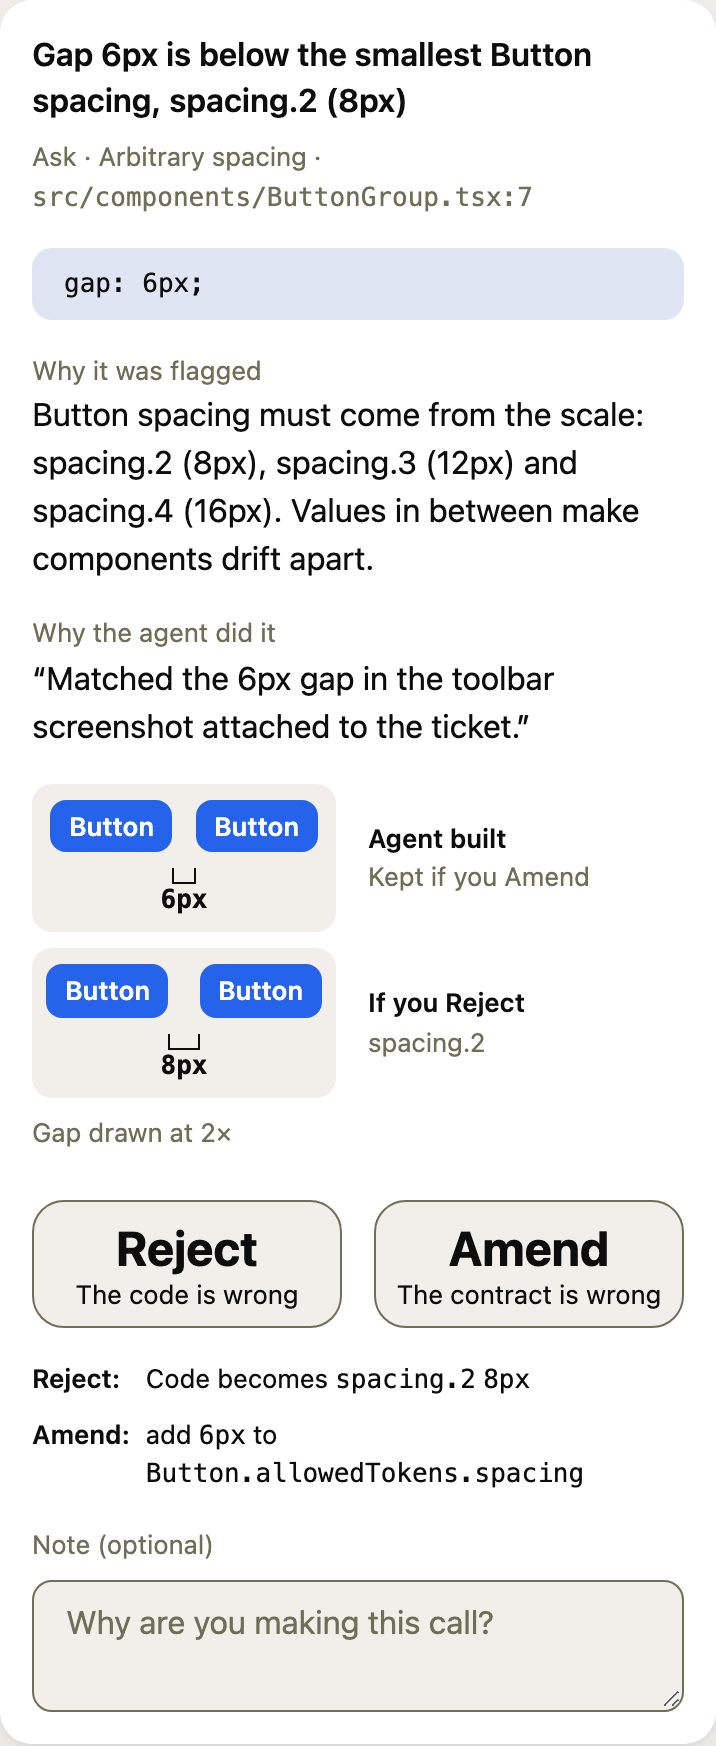 Gap 6px is below the smallest Button
spacing, spacing.2 (8px)
Ask · Arbitrary spacing ·
src/components/ButtonGroup.tsx:7
gap: 6px;
Why it was flagged
Button spacing must come from the scale:
spacing.2 (8px), spacing.3 (12px) and
spacing.4 (16px). Values in between make
components drift apart.
Why the agent did it
“Matched the 6px gap in the toolbar
screenshot attached to the ticket.”
Button Button
6px
Agent built
Kept if you Amend
Button Button
8px
If you Reject
spacing.2
Gap drawn at 2×
Reject
The code is wrong
Amend
The contract is wrong
Reject: Code becomes spacing.2 8px
Amend: add 6px to
Button.allowedTokens.spacing
Note (optional)
Why are you making this call?